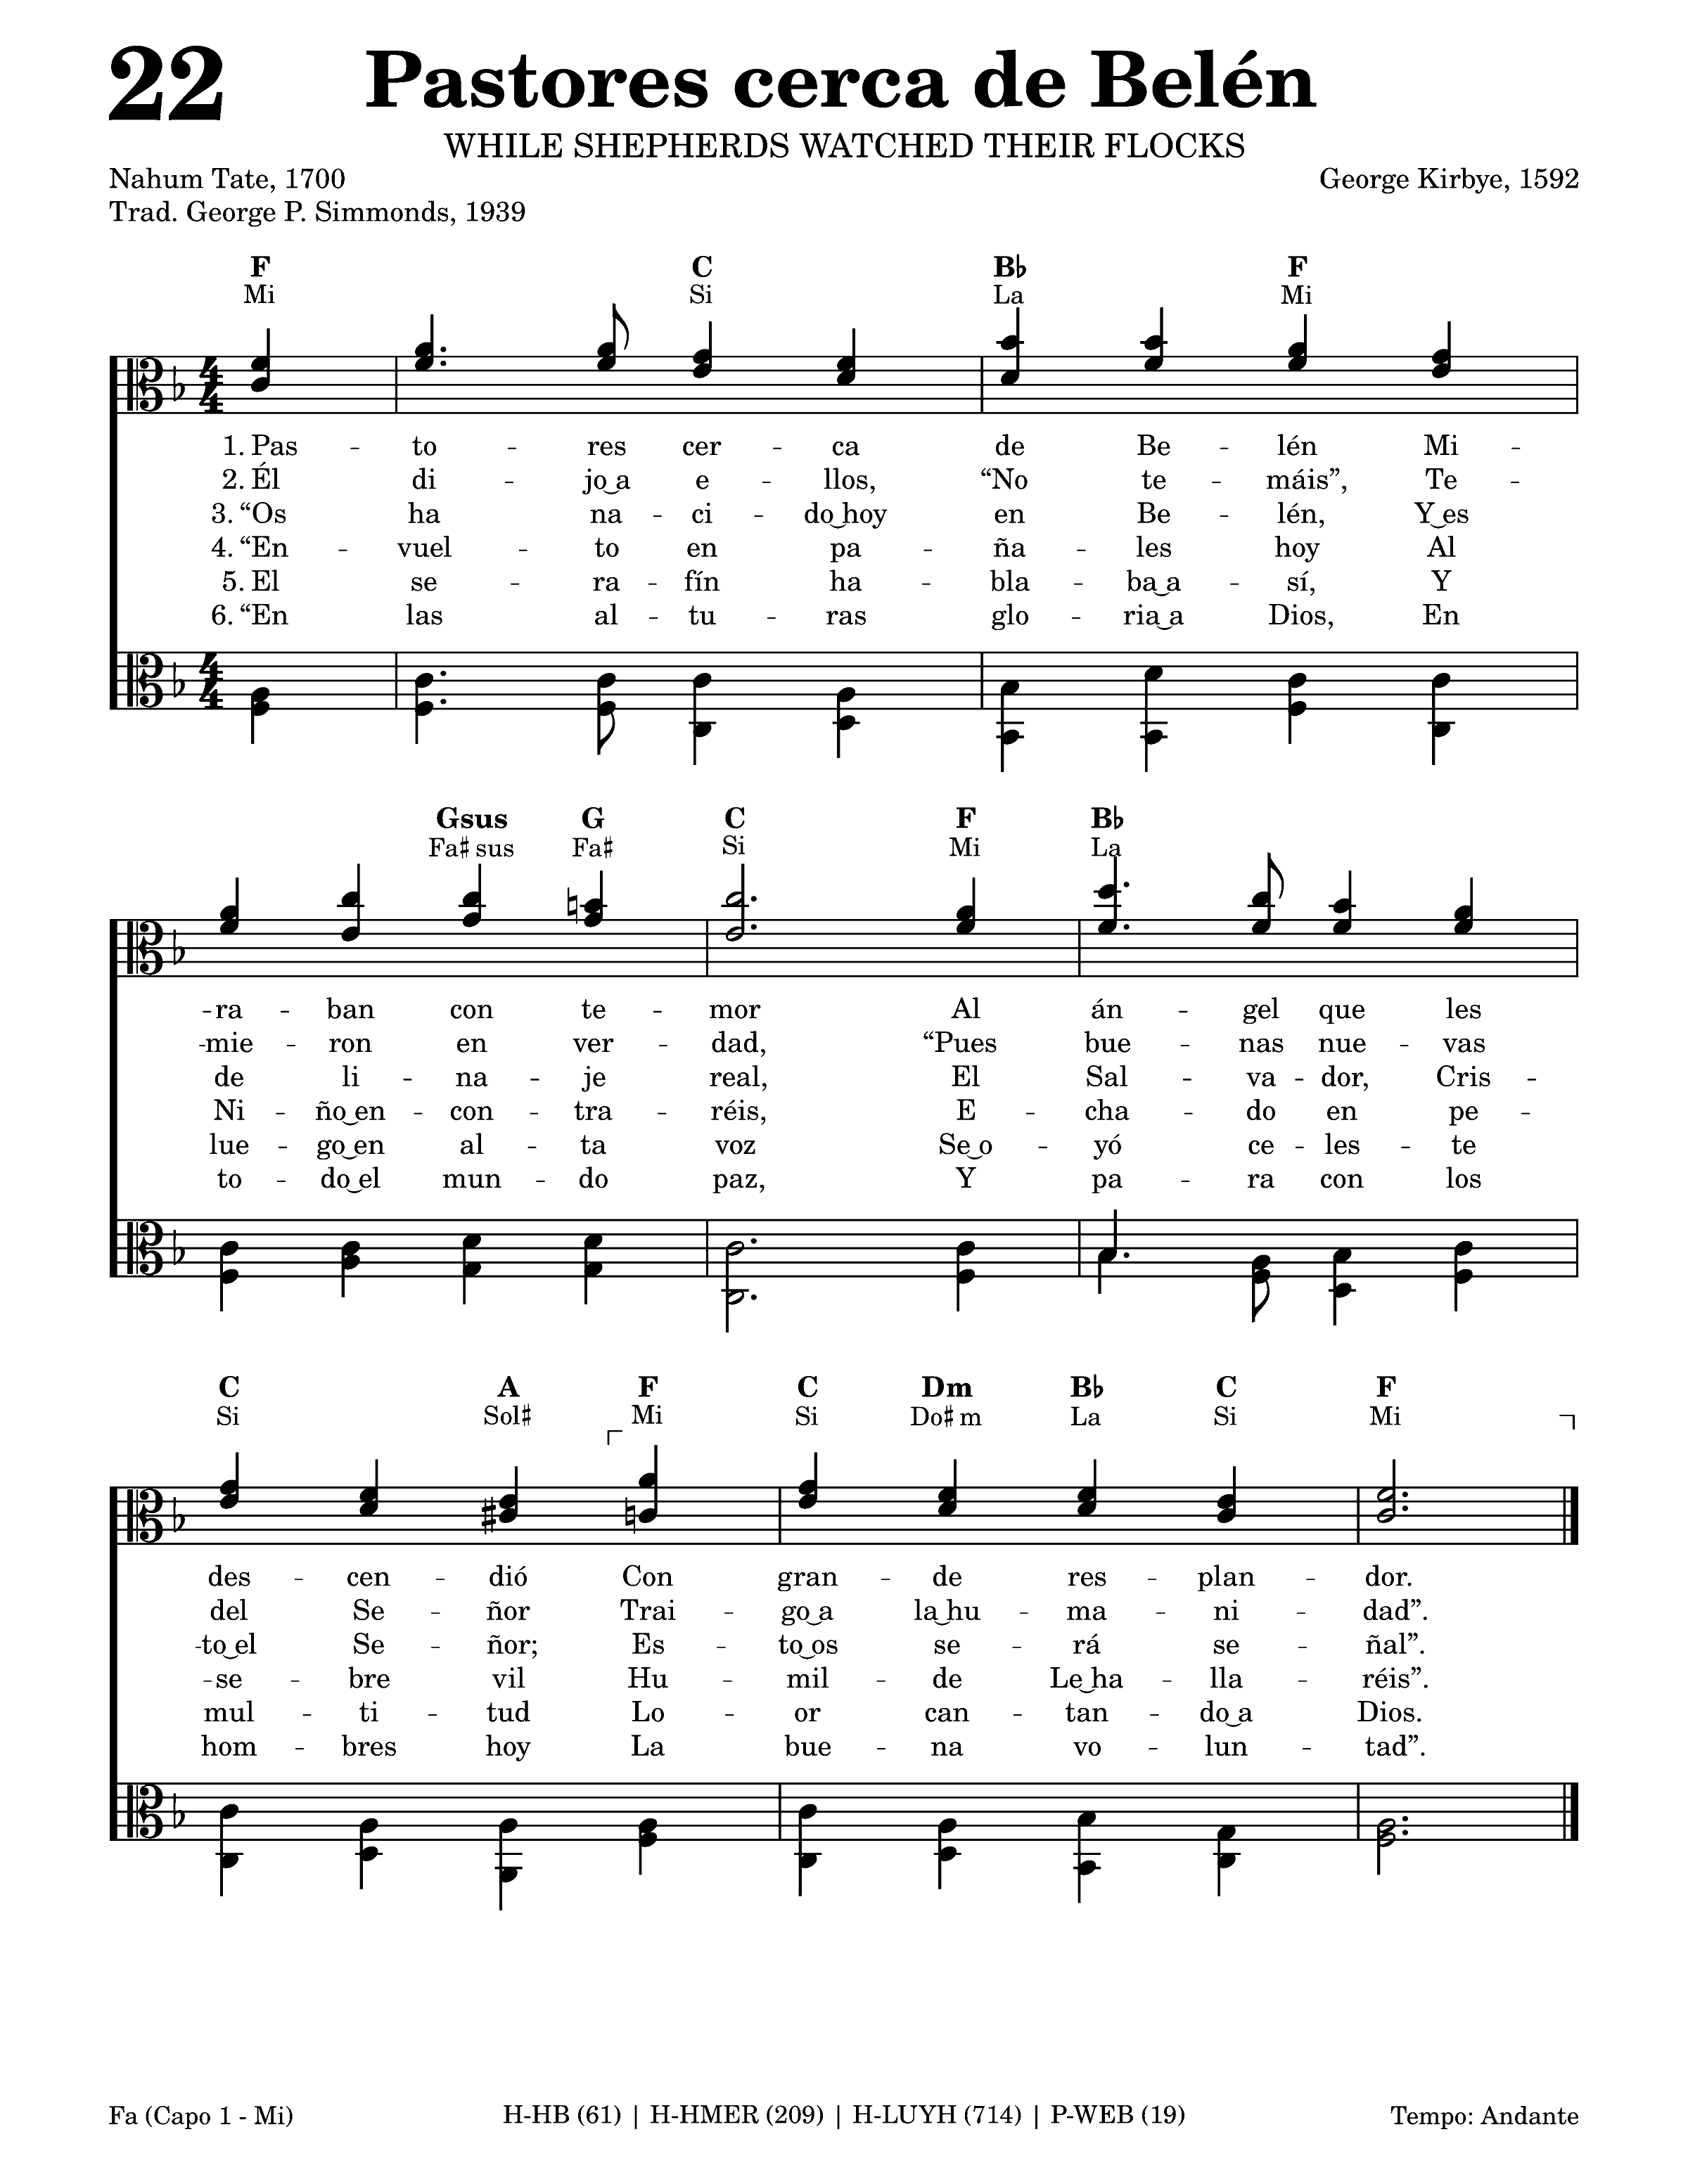 22
Pastores cerca de Belén
WHILE SHEPHERDS WATCHED THEIR FLOCKS
Nahum Tate, 1700
George Kirbye, 1592
Trad. George P. Simmonds, 1939
F C B♭ F
Mi Si La Mi
4/4
1. Pas - to - res cer - ca de Be - lén Mi -
2. Él di - jo‿a e - llos, “No te - máis”, Te -
3. “Os ha na - ci - do‿hoy en Be - lén, Y‿es
4. “En - vuel - to en pa - ña - les hoy Al
5. El se - ra - fín ha - bla - ba‿a - sí, Y
6. “En las al - tu - ras glo - ria‿a Dios, En
4/4
Gsus G C F B♭
Fa♯ sus Fa♯ Si Mi La
- ra - ban con te - mor Al án - gel que les
- mie - ron en ver - dad, “Pues bue - nas nue - vas
de li - na - je real, El Sal - va - dor, Cris -
Ni - ño‿en - con - tra - réis, E - cha - do en pe -
lue - go‿en al - ta voz Se‿o - yó ce - les - te
to - do‿el mun - do paz, Y pa - ra con los
C A F C Dm B♭ C F
Si Sol♯ Mi Si Do♯ m La Si Mi
des - cen - dió Con gran - de res - plan - dor.
del Se - ñor Trai - go‿a la‿hu - ma - ni - dad”.
- to‿el Se - ñor; Es - to‿os se - rá se - ñal”.
- se - bre vil Hu - mil - de Le‿ha - lla - réis”.
mul - ti - tud Lo - or can - tan - do‿a Dios.
hom - bres hoy La bue - na vo - lun - tad”.
Fa (Capo 1 - Mi)
H-HB (61) | H-HMER (209) | H-LUYH (714) | P-WEB (19)
Tempo: Andante